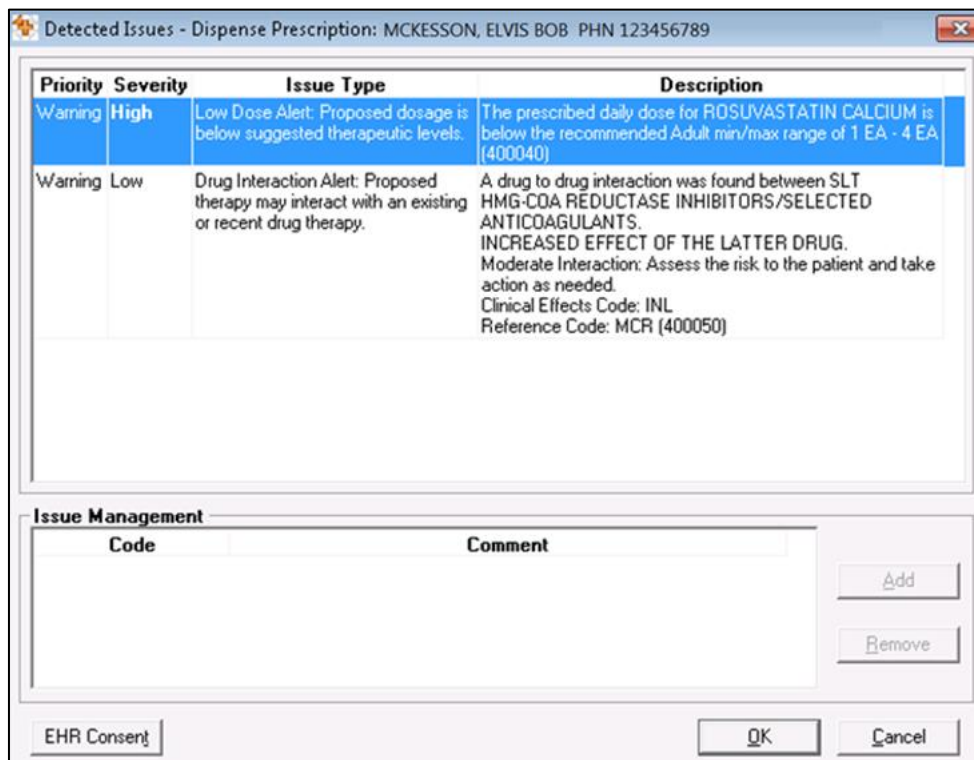 Detected Issues - Dispense Prescription: MCKESSON, ELVIS BOB PHN 123456789
Priority Severity Issue Type Description
Warning High Low Dose Alert: Proposed dosage is below suggested therapeutic levels.
The prescribed daily dose for ROSUVASTATIN CALCIUM is
below the recommended Adult min/max range of 1 EA - 4 EA
(400040)
Warning Low Drug Interaction Alert: Proposed
therapy may interact with an existing
or recent drug therapy.
A drug to drug interaction was found between SLT
HMG-COA REDUCTASE INHIBITORS/SELECTED
ANTICOAGULANTS.
INCREASED EFFECT OF THE LATTER DRUG.
Moderate Interaction: Assess the risk to the patient and take
action as needed.
Clinical Effects Code: INL
Reference Code: MCR (400050)
Issue Management
Code Comment
Add
Remove
EHR Consent OK Cancel